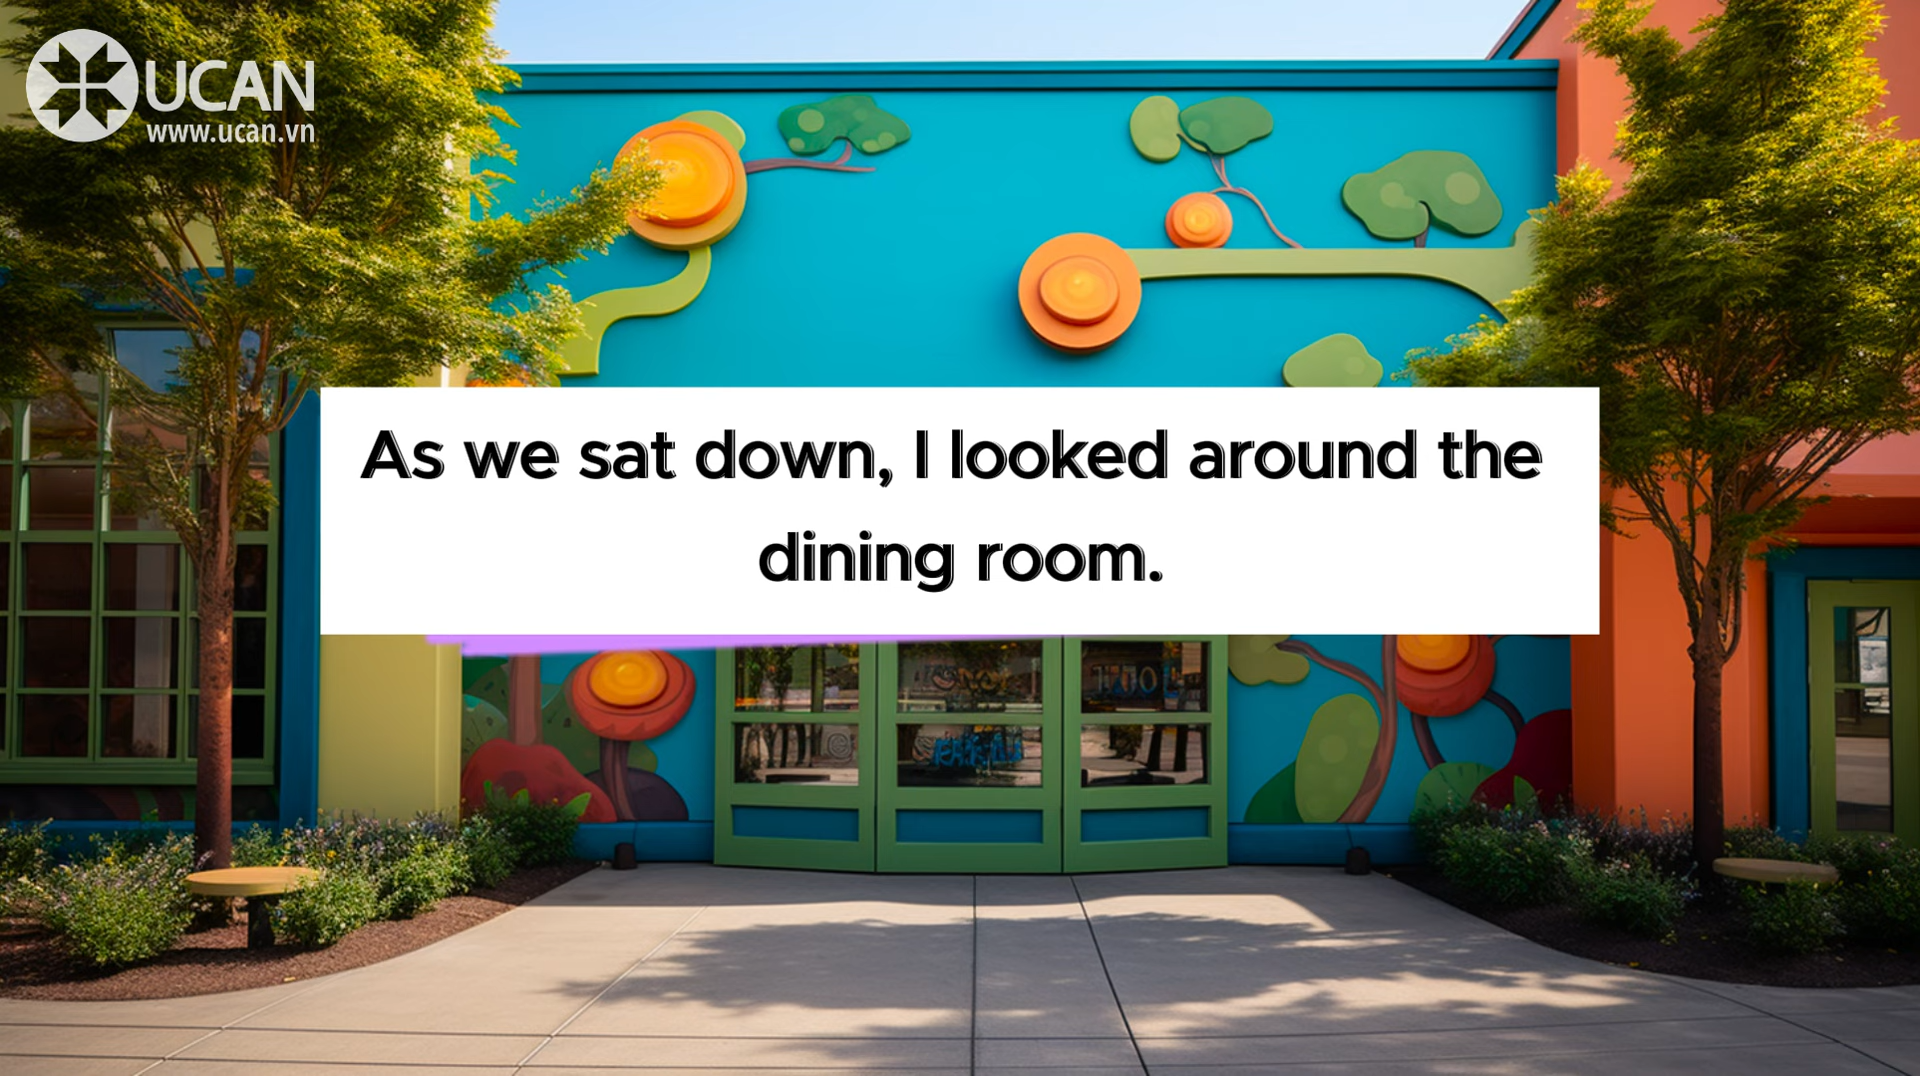 UCAN
www.ucan.vn
As we sat down, I looked around the
dining room.